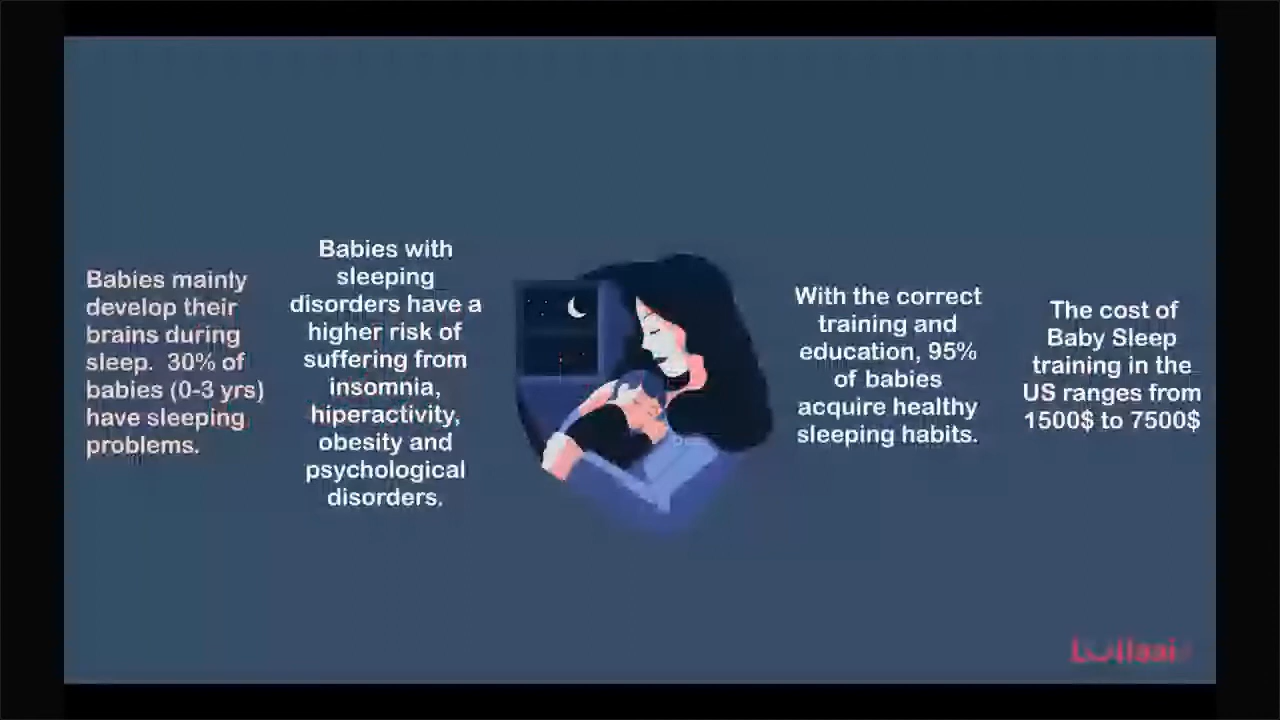 Babies mainly
develop their
brains during
sleep.  30% of
babies (0-3 yrs)
have sleeping
problems.
Babies with
sleeping
disorders have a
higher risk of
suffering from
insomnia,
hiperactivity,
obesity and
psychological
disorders.
With the correct
training and
education, 95%
of babies
acquire healthy
sleeping habits.
The cost of
Baby Sleep
training in the
US ranges from
1500$ to 7500$